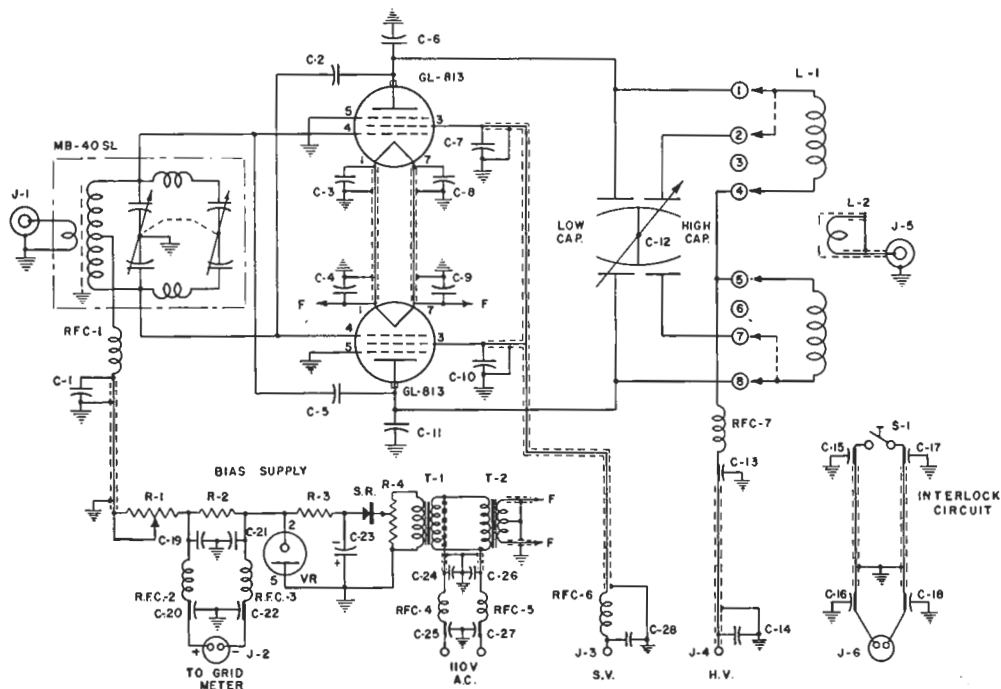 C-6
C-2
GL-813
L-1
5
4
3
1
2
3
4
C-7
MB-40SL
J-1
1
7
C-3
C-8
L-2
J-5
LOW CAP.
HIGH CAP.
C-12
C-4
C-9
F
F
1
7
5
6
7
8
4
5
3
RFC-1
C-10
GL-813
C-1
C-5
C-11
RFC-7
S-1
C-15
C-17
C-13
INTERLOCK CIRCUIT
BIAS SUPPLY
T-1
T-2
S.R.
R-4
R-1
R-2
R-3
F
F
C-19
C-21
2
5
VR
C-23
- +
C-24
C-26
R.F.C.-2
R.F.C.-3
C-20
C-22
RFC-4
RFC-5
RFC-6
C-16
C-18
C-25
C-27
C-28
C-14
+ -
J-2
J-3
J-4
J-6
TO GRID METER
110V A.C.
S.V.
H.V.